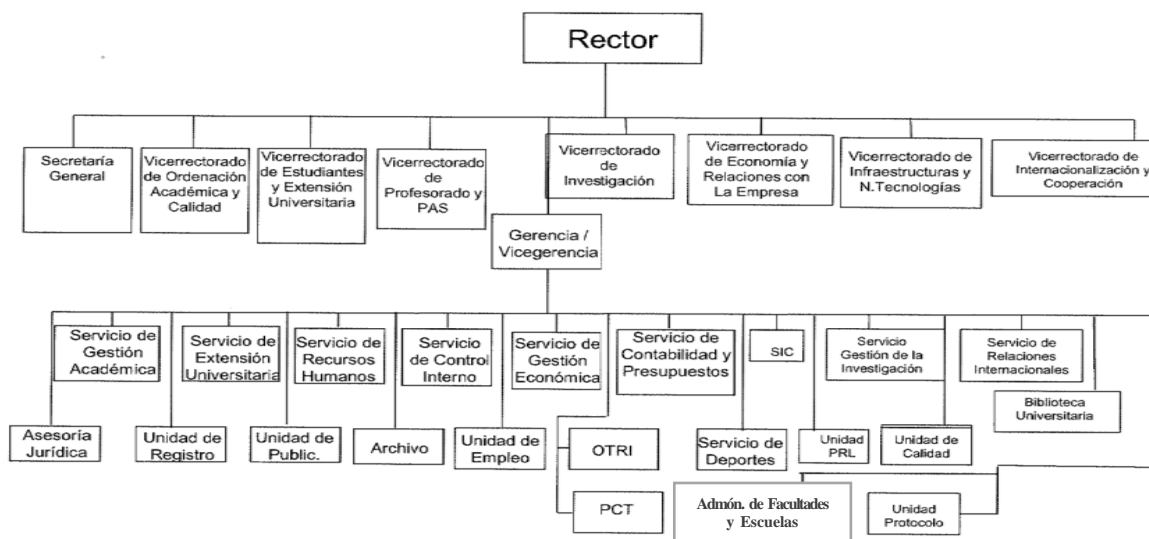 Rector
Secretaría
General
Vicerrectorado
de Ordenación
Académica y
Calidad
Vicerrectorado
de Estudiantes
y Extensión
Universitaria
Vicerrectorado
de
Profesorado y
PAS
Vicerrectorado
de
Investigación
Vicerrectorado
de Economía y
Relaciones con
La Empresa
Vicerrectorado de
Infraestructuras y
N.Tecnologías
Vicerrectorado de
Internacionalización y
Cooperación
Gerencia /
Vicegerencia
Servicio de
Gestión
Académica
Servicio de
Extensión
Universitaria
Servicio de
Recursos
Humanos
Servicio
de Control
Interno
Servicio de
Gestión
Económica
Servicio de
Contabilidad y
Presupuestos
SIC
Servicio
Gestión de la
Investigación
Servicio
de
Relaciones
Internacionales
Biblioteca
Universitaria
Asesoría
Jurídica
Unidad de
Registro
Unidad de
Public.
Archivo
Unidad de
Empleo
OTRI
Servicio de
Deportes
Unidad
PRL
Unidad de
Calidad
PCT
Admón. de Facultades
y Escuelas
Unidad
Protocolo